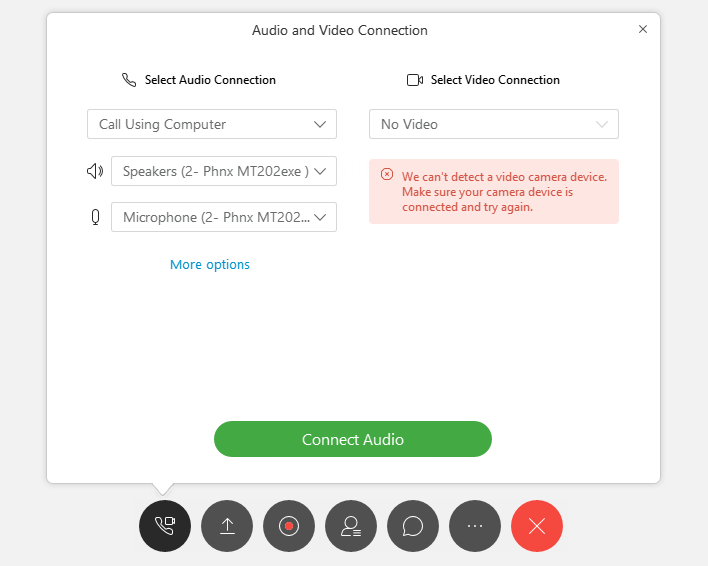 Audio and Video Connection
Select Audio Connection
Call Using Computer
Speakers (2- Phnx MT202exe )
Microphone (2- Phnx MT202...
More options
Select Video Connection
No Video
We can't detect a video camera device.
Make sure your camera device is
connected and try again.
Connect Audio